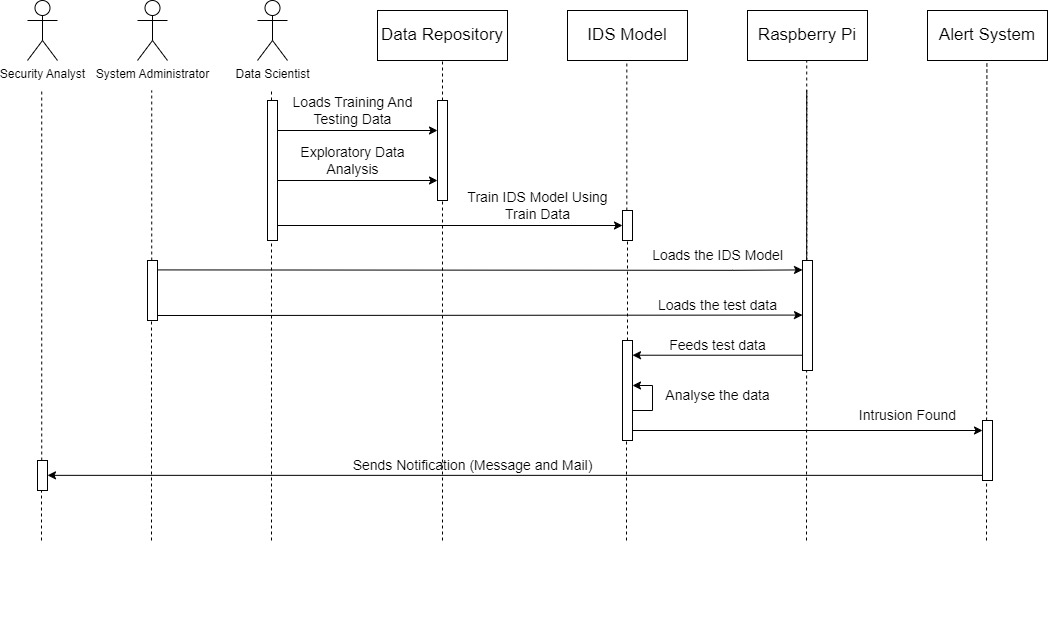 Security Analyst
System Administrator
Data Scientist
Data Repository
IDS Model
Raspberry Pi
Alert System
Loads Training And
Testing Data
Exploratory Data
Analysis
Train IDS Model Using
Train Data
Loads the IDS Model
Loads the test data
Feeds test data
Analyse the data
Intrusion Found
Sends Notification (Message and Mail)